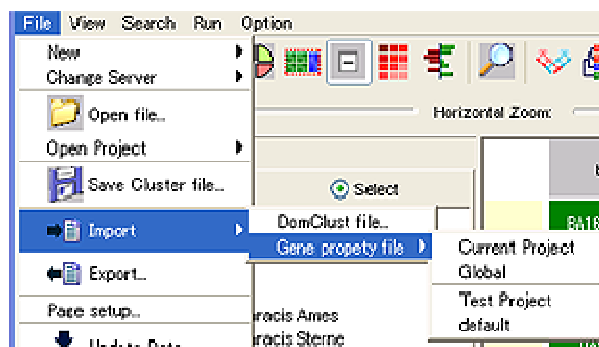 File View Search Run Option
New
Change Server
Open file..
Open Project
Save Cluster file...
Import
Export...
Page setup...
Horizontal Zoom:
Select
DomClust file..
Gene propety file
Current Project
Global
Test Project
default
racis Ames
racis Sterne